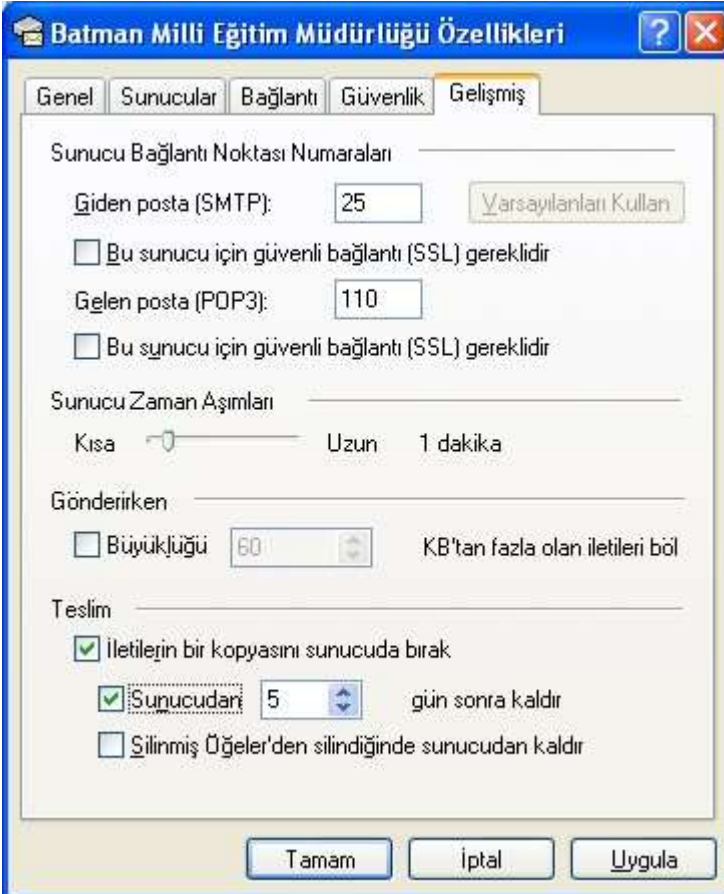 Batman Milli Eğitim Müdürlüğü Özellikleri
Genel Sunucular Bağlantı Güvenlik Gelişmiş
Sunucu Bağlantı Noktası Numaraları
Giden posta (SMTP): 25 Varsayılanları Kullan
Bu sunucu için güvenli bağlantı (SSL) gereklidir
Gelen posta (POP3): 110
Bu sunucu için güvenli bağlantı (SSL) gereklidir
Sunucu Zaman Aşımları
Kısa Uzun 1 dakika
Gönderirken
Büyüklüğü 60 KB'tan fazla olan iletileri böl
Teslim
İletilerin bir kopyasını sunucuda bırak
Sunucudan 5 gün sonra kaldır
Silinmiş Öğeler'den silindiğinde sunucudan kaldır
Tamam İptal Uygula